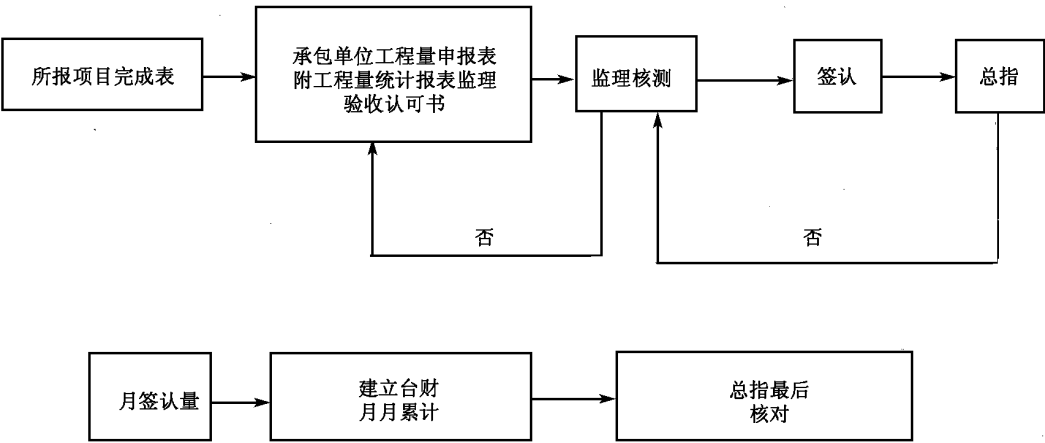 所报项目完成表
承包单位工程量申报表
附工程量统计报表监理
验收认可书
监理核测
签认
总指
否
否
月签认量
建立台财
月月累计
总指最后
核对